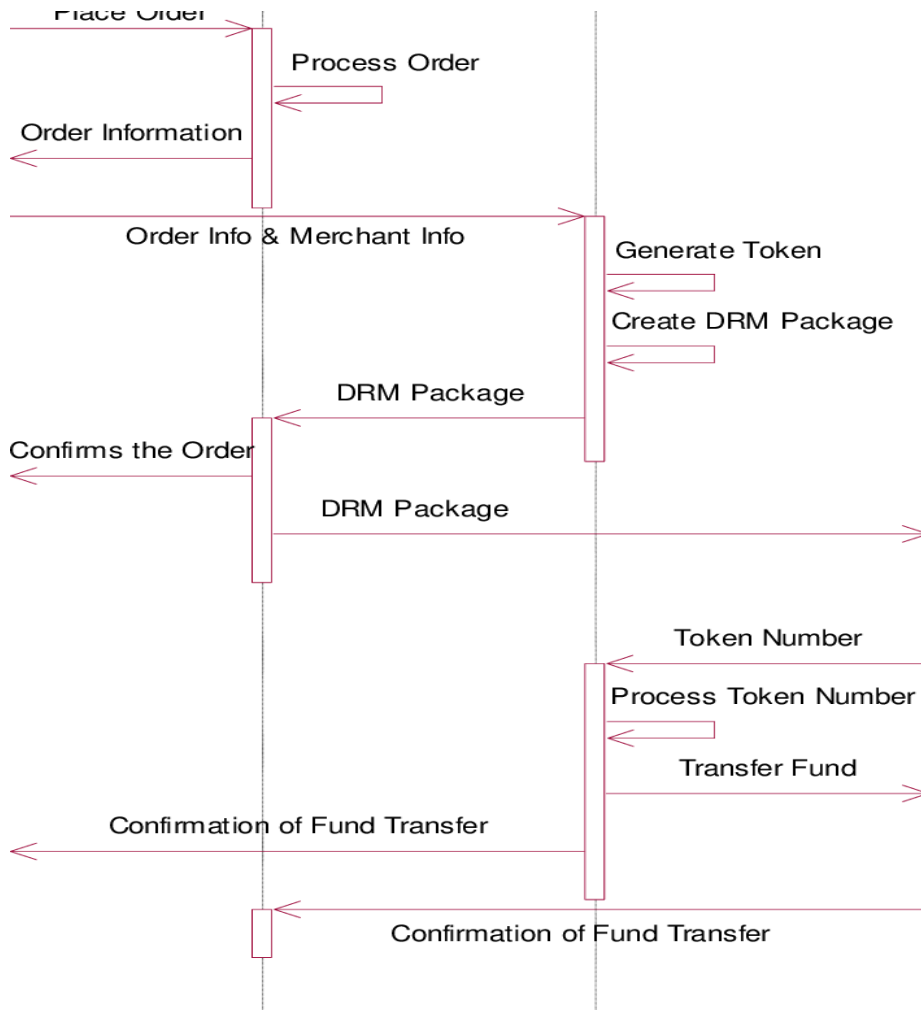 Place Order
Process Order
Order Information
Order Info & Merchant Info
Generate Token
Create DRM Package
DRM Package
Confirms the Order
DRM Package
Token Number
Process Token Number
Transfer Fund
Confirmation of Fund Transfer
Confirmation of Fund Transfer